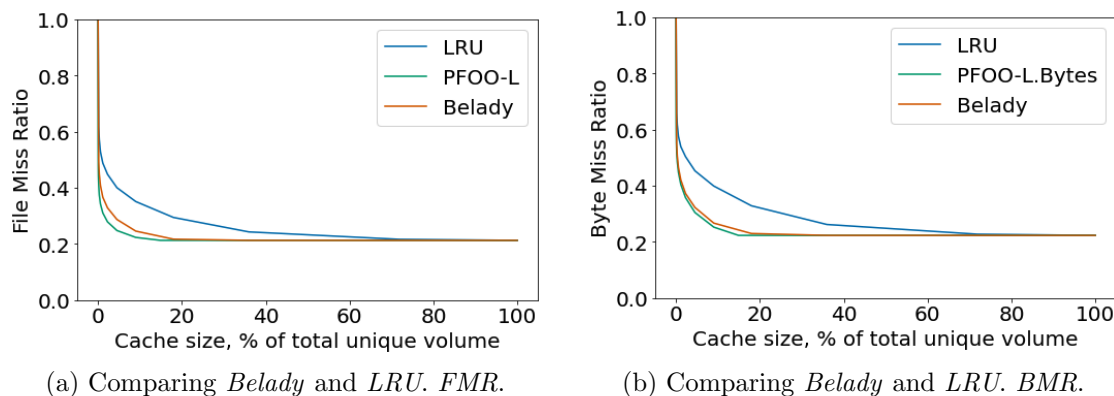 1.0
0.8
0.6
0.4
0.2
0.0
File Miss Ratio
LRU
PFOO-L
Belady
0 20 40 60 80 100
Cache size, % of total unique volume
(a) Comparing Belady and LRU. FMR.
1.0
0.8
0.6
0.4
0.2
0.0
Byte Miss Ratio
LRU
PFOO-L.Bytes
Belady
0 20 40 60 80 100
Cache size, % of total unique volume
(b) Comparing Belady and LRU. BMR.